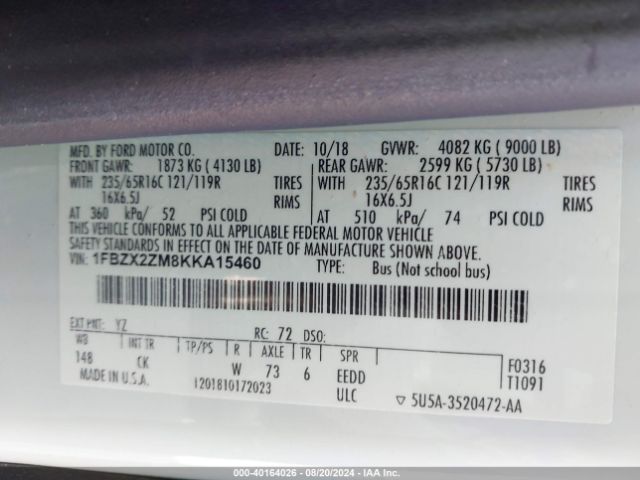 MFD. BY FORD MOTOR CO. DATE: 10/18 GVWR: 4082 KG ( 9000 LB)
FRONT GAWR: 1873 KG ( 4130 LB) REAR GAWR: 2599 KG ( 5730 LB)
WITH 235/65R16C 121/119R TIRES WITH 235/65R16C 121/119R TIRES
16X6.5J RIMS 16X6.5J RIMS
AT 360 kPa/ 52 PSI COLD AT 510 kPa/ 74 PSI COLD
THIS VEHICLE CONFORMS TO ALL APPLICABLE FEDERAL MOTOR VEHICLE
SAFETY STANDARDS IN EFFECT ON THE DATE OF MANUFACTURE SHOWN ABOVE.
VIN: 1FBZX2ZM8KKA15460 TYPE: Bus (Not school bus)
EXT PNT: YZ RC: 72 DSO:
WB INT TR TP/PS R AXLE TR SPR
148 CK W 73 6 EEDD F0316
MADE IN U.S.A. 1201810172023 ULC T1091
▽ 5U5A-3520472-AA
000-40164026 - 08/20/2024 - IAAI.COM